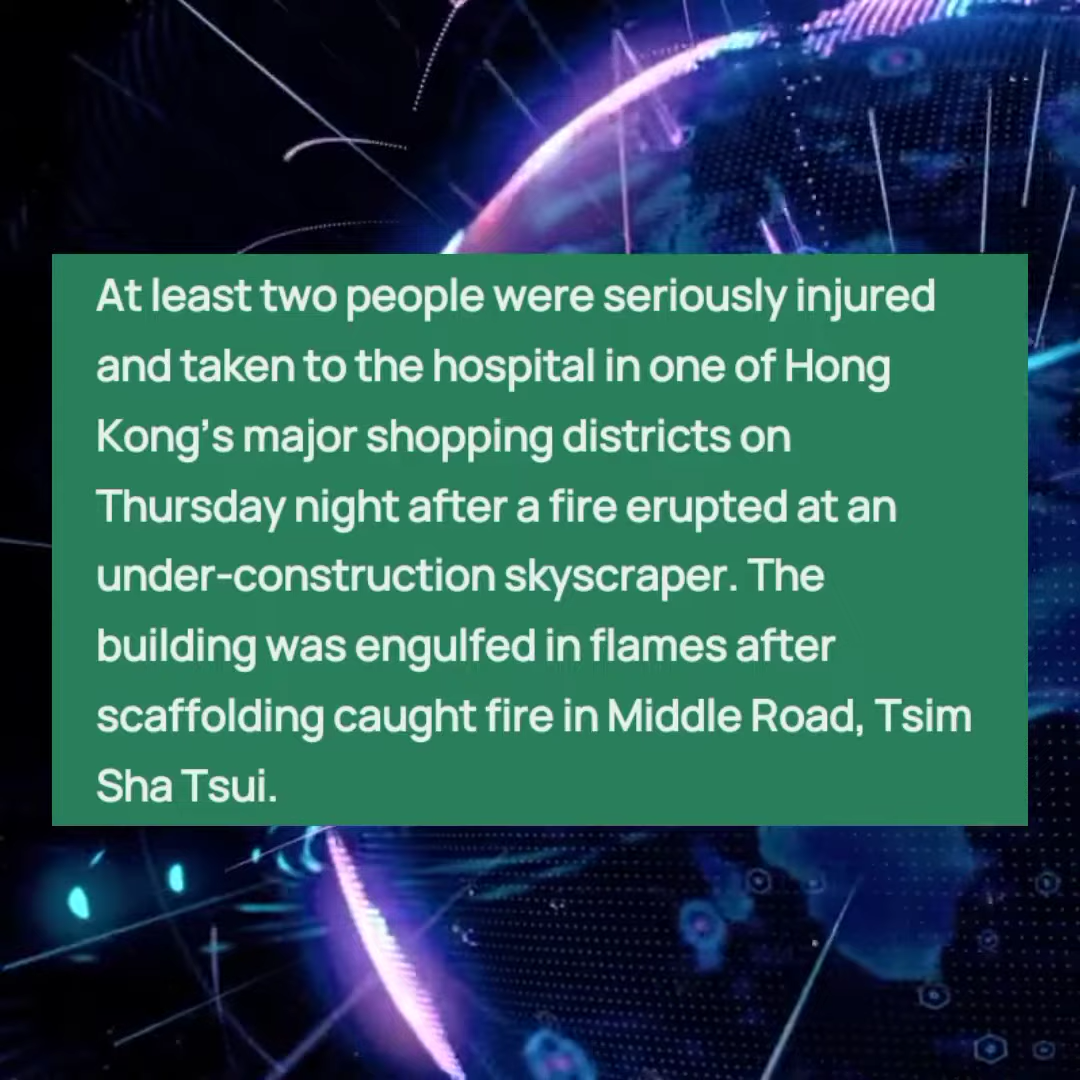 At least two people were seriously injured
and taken to the hospital in one of Hong
Kong’s major shopping districts on
Thursday night after a fire erupted at an
under-construction skyscraper. The
building was engulfed in flames after
scaffolding caught fire in Middle Road, Tsim
Sha Tsui.